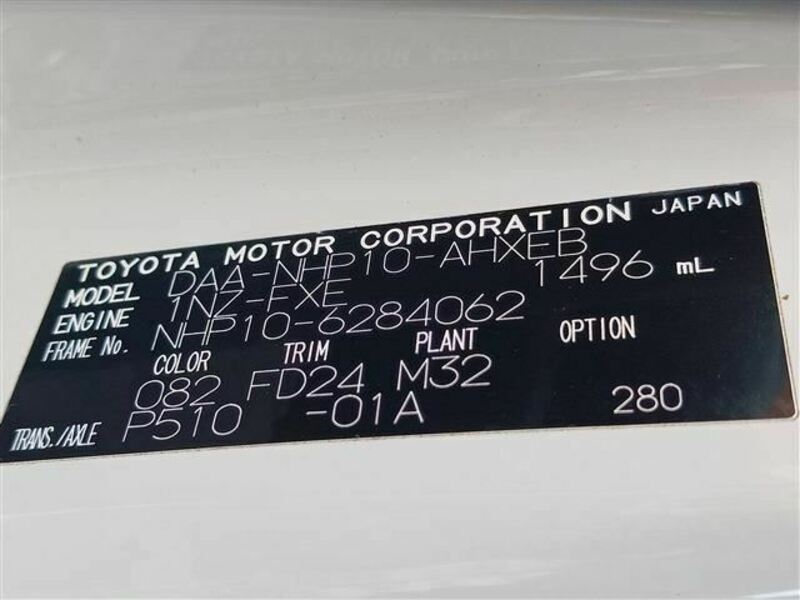 TOYOTA MOTOR CORPORATION JAPAN
MODEL DAA-NHP10-AHXEB
ENGINE 1NZ-FXE 1496 mL
FRAME No. NHP10-6284062
COLOR TRIM PLANT OPTION
082 FD24 M32
TRANS./AXLE P510 -01A 280